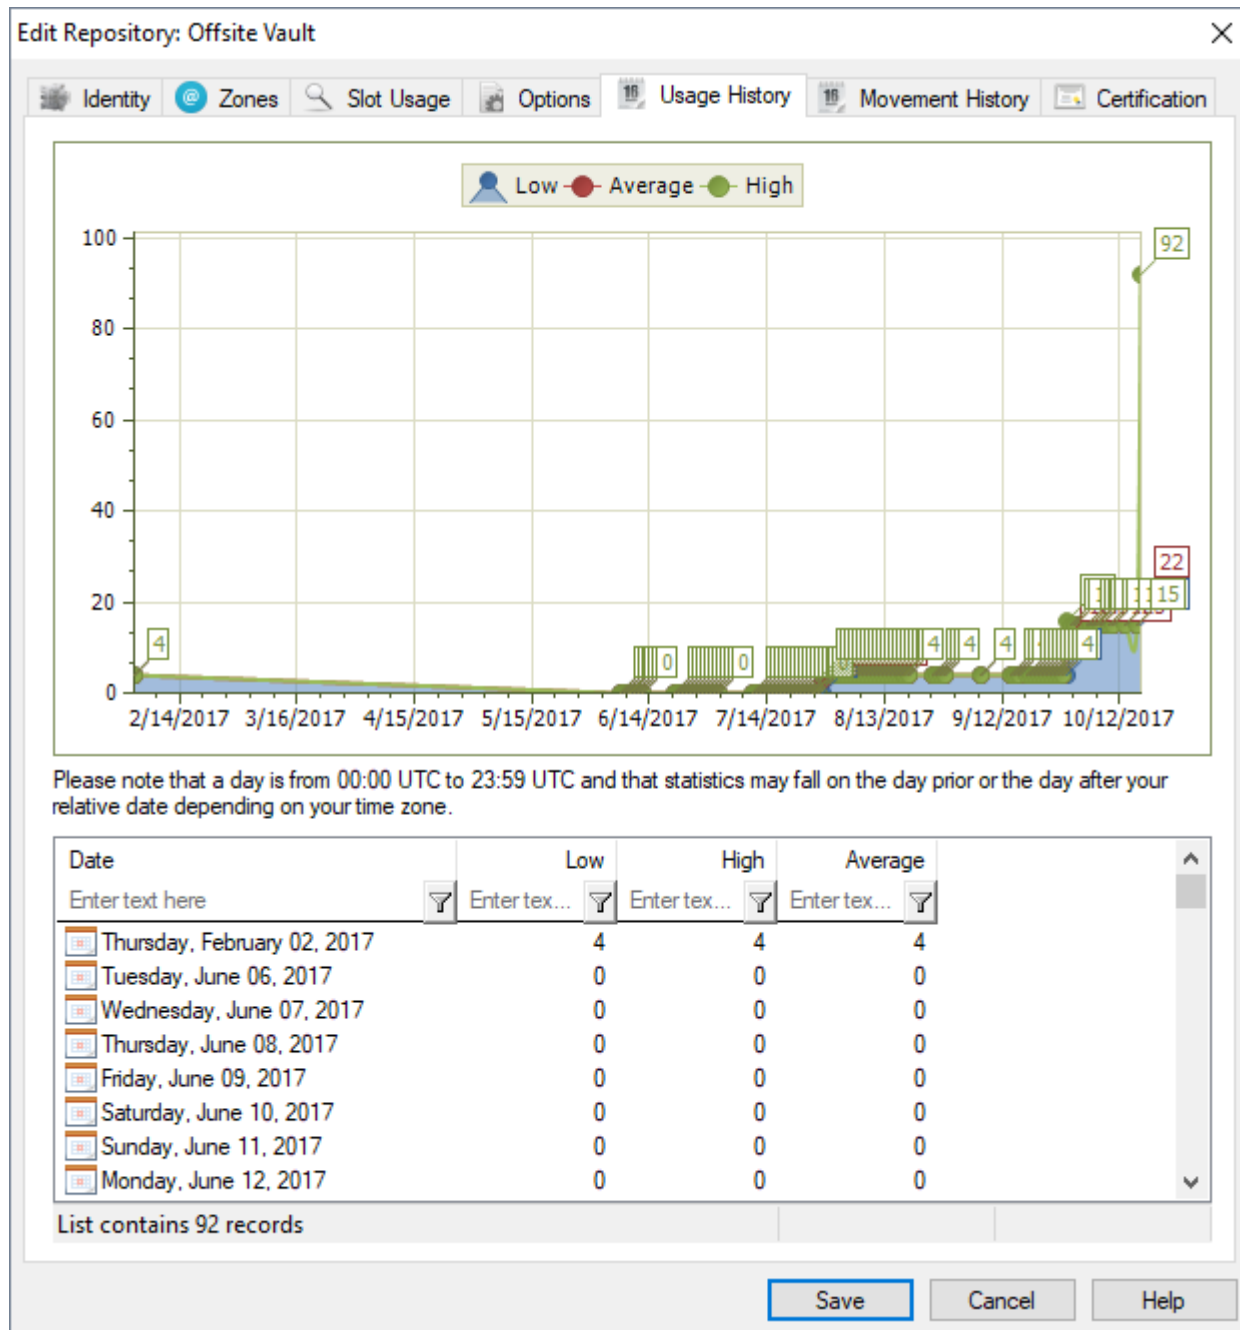 Edit Repository: Offsite Vault
Identity Zones Slot Usage Options Usage History Movement History Certification
Low Average High
100
80
60
40
20
0
92
22
15
4
0
0
4
4
4
4
2/14/2017 3/16/2017 4/15/2017 5/15/2017 6/14/2017 7/14/2017 8/13/2017 9/12/2017 10/12/2017
Please note that a day is from 00:00 UTC to 23:59 UTC and that statistics may fall on the day prior or the day after your
relative date depending on your time zone.
Date Low High Average
Enter text here Enter tex... Enter tex... Enter tex...
Thursday, February 02, 2017 4 4 4
Tuesday, June 06, 2017 0 0 0
Wednesday, June 07, 2017 0 0 0
Thursday, June 08, 2017 0 0 0
Friday, June 09, 2017 0 0 0
Saturday, June 10, 2017 0 0 0
Sunday, June 11, 2017 0 0 0
Monday, June 12, 2017 0 0 0
List contains 92 records
Save Cancel Help